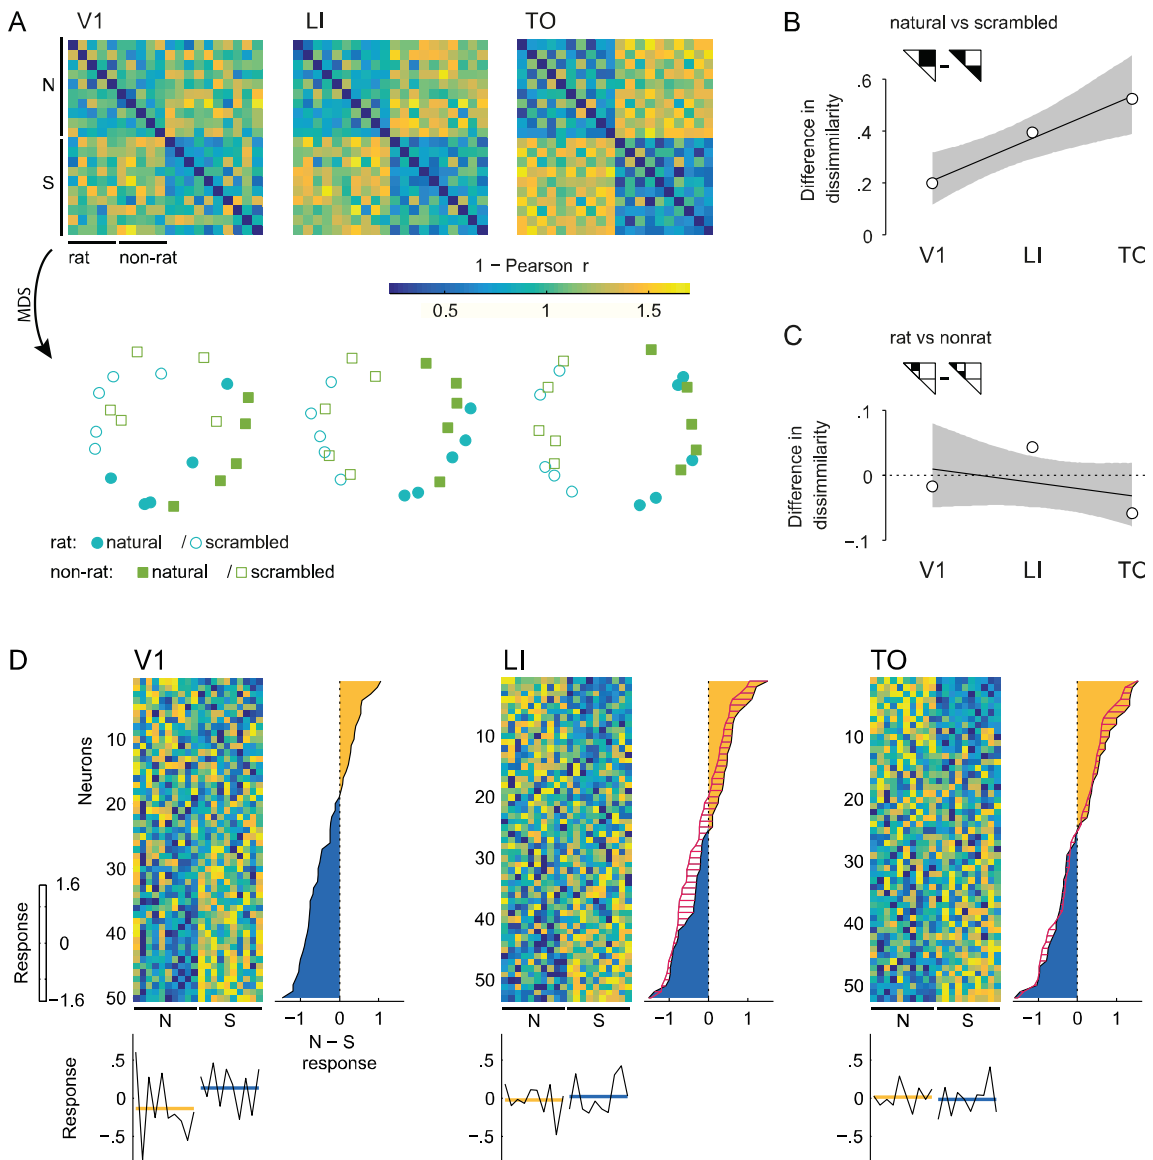 A
V1
LI
TO
N
S
rat
non-rat
MDS
1 − Pearson r
0.5
1
1.5
rat: natural / scrambled
non-rat: natural / scrambled
B
natural vs scrambled
Difference in
dissimmilarity
.6
.4
.2
0
V1
LI
TO
C
rat vs nonrat
Difference in
dissimmilarity
0.1
0
−.1
V1
LI
TO
D
V1
Neurons
10
20
30
40
50
Response
1.6
0
−1.6
N
S
−1
0
1
N − S
response
Response
.5
0
−.5
LI
10
20
30
40
50
N
S
−1
0
1
.5
0
−.5
TO
10
20
30
40
50
N
S
−1
0
1
.5
0
−.5